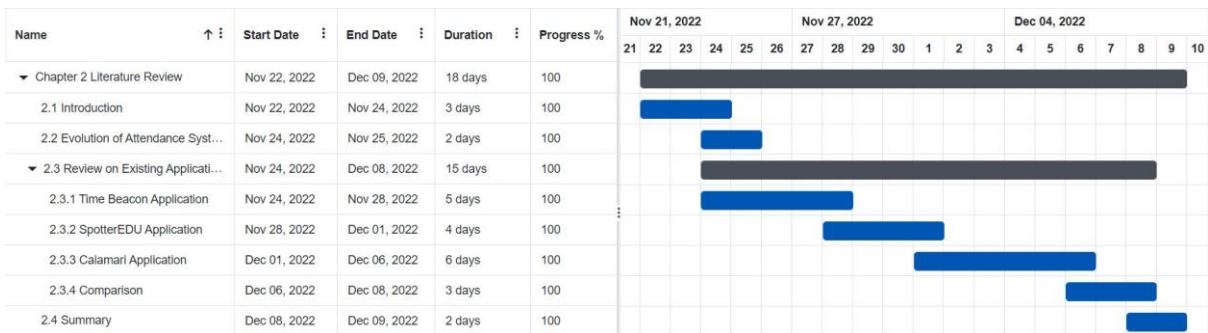 Name Start Date End Date Duration Progress % Nov 21, 2022 Nov 27, 2022 Dec 04, 2022
21 22 23 24 25 26 27 28 29 30 1 2 3 4 5 6 7 8 9 10
Chapter 2 Literature Review Nov 22, 2022 Dec 09, 2022 18 days 100
2.1 Introduction Nov 22, 2022 Nov 24, 2022 3 days 100
2.2 Evolution of Attendance Syst... Nov 24, 2022 Nov 25, 2022 2 days 100
2.3 Review on Existing Applicati... Nov 24, 2022 Dec 08, 2022 15 days 100
2.3.1 Time Beacon Application Nov 24, 2022 Nov 28, 2022 5 days 100
2.3.2 SpotterEDU Application Nov 28, 2022 Dec 01, 2022 4 days 100
2.3.3 Calamari Application Dec 01, 2022 Dec 06, 2022 6 days 100
2.3.4 Comparison Dec 06, 2022 Dec 08, 2022 3 days 100
2.4 Summary Dec 08, 2022 Dec 09, 2022 2 days 100